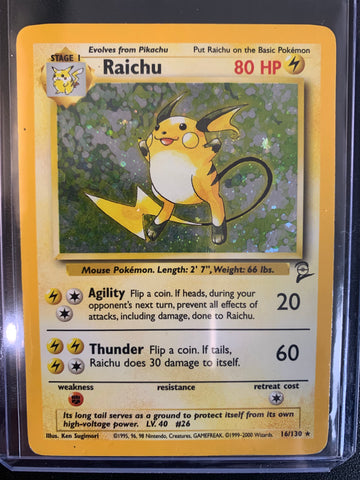 Evolves from Pikachu Put Raichu on the Basic Pokémon
STAGE 1
Raichu 80 HP
Mouse Pokémon. Length: 2' 7", Weight: 66 lbs.
Agility Flip a coin. If heads, during your
opponent's next turn, prevent all effects of
attacks, including damage, done to Raichu.
20
Thunder Flip a coin. If tails,
Raichu does 30 damage to itself.
60
weakness resistance retreat cost
Its long tail serves as a ground to protect itself from its own
high-voltage power. LV. 40 #26
Illus. Ken Sugimori ©1995, 96, 98 Nintendo, Creatures, GAMEFREAK. ©1999-2000 Wizards. 16/130 ★